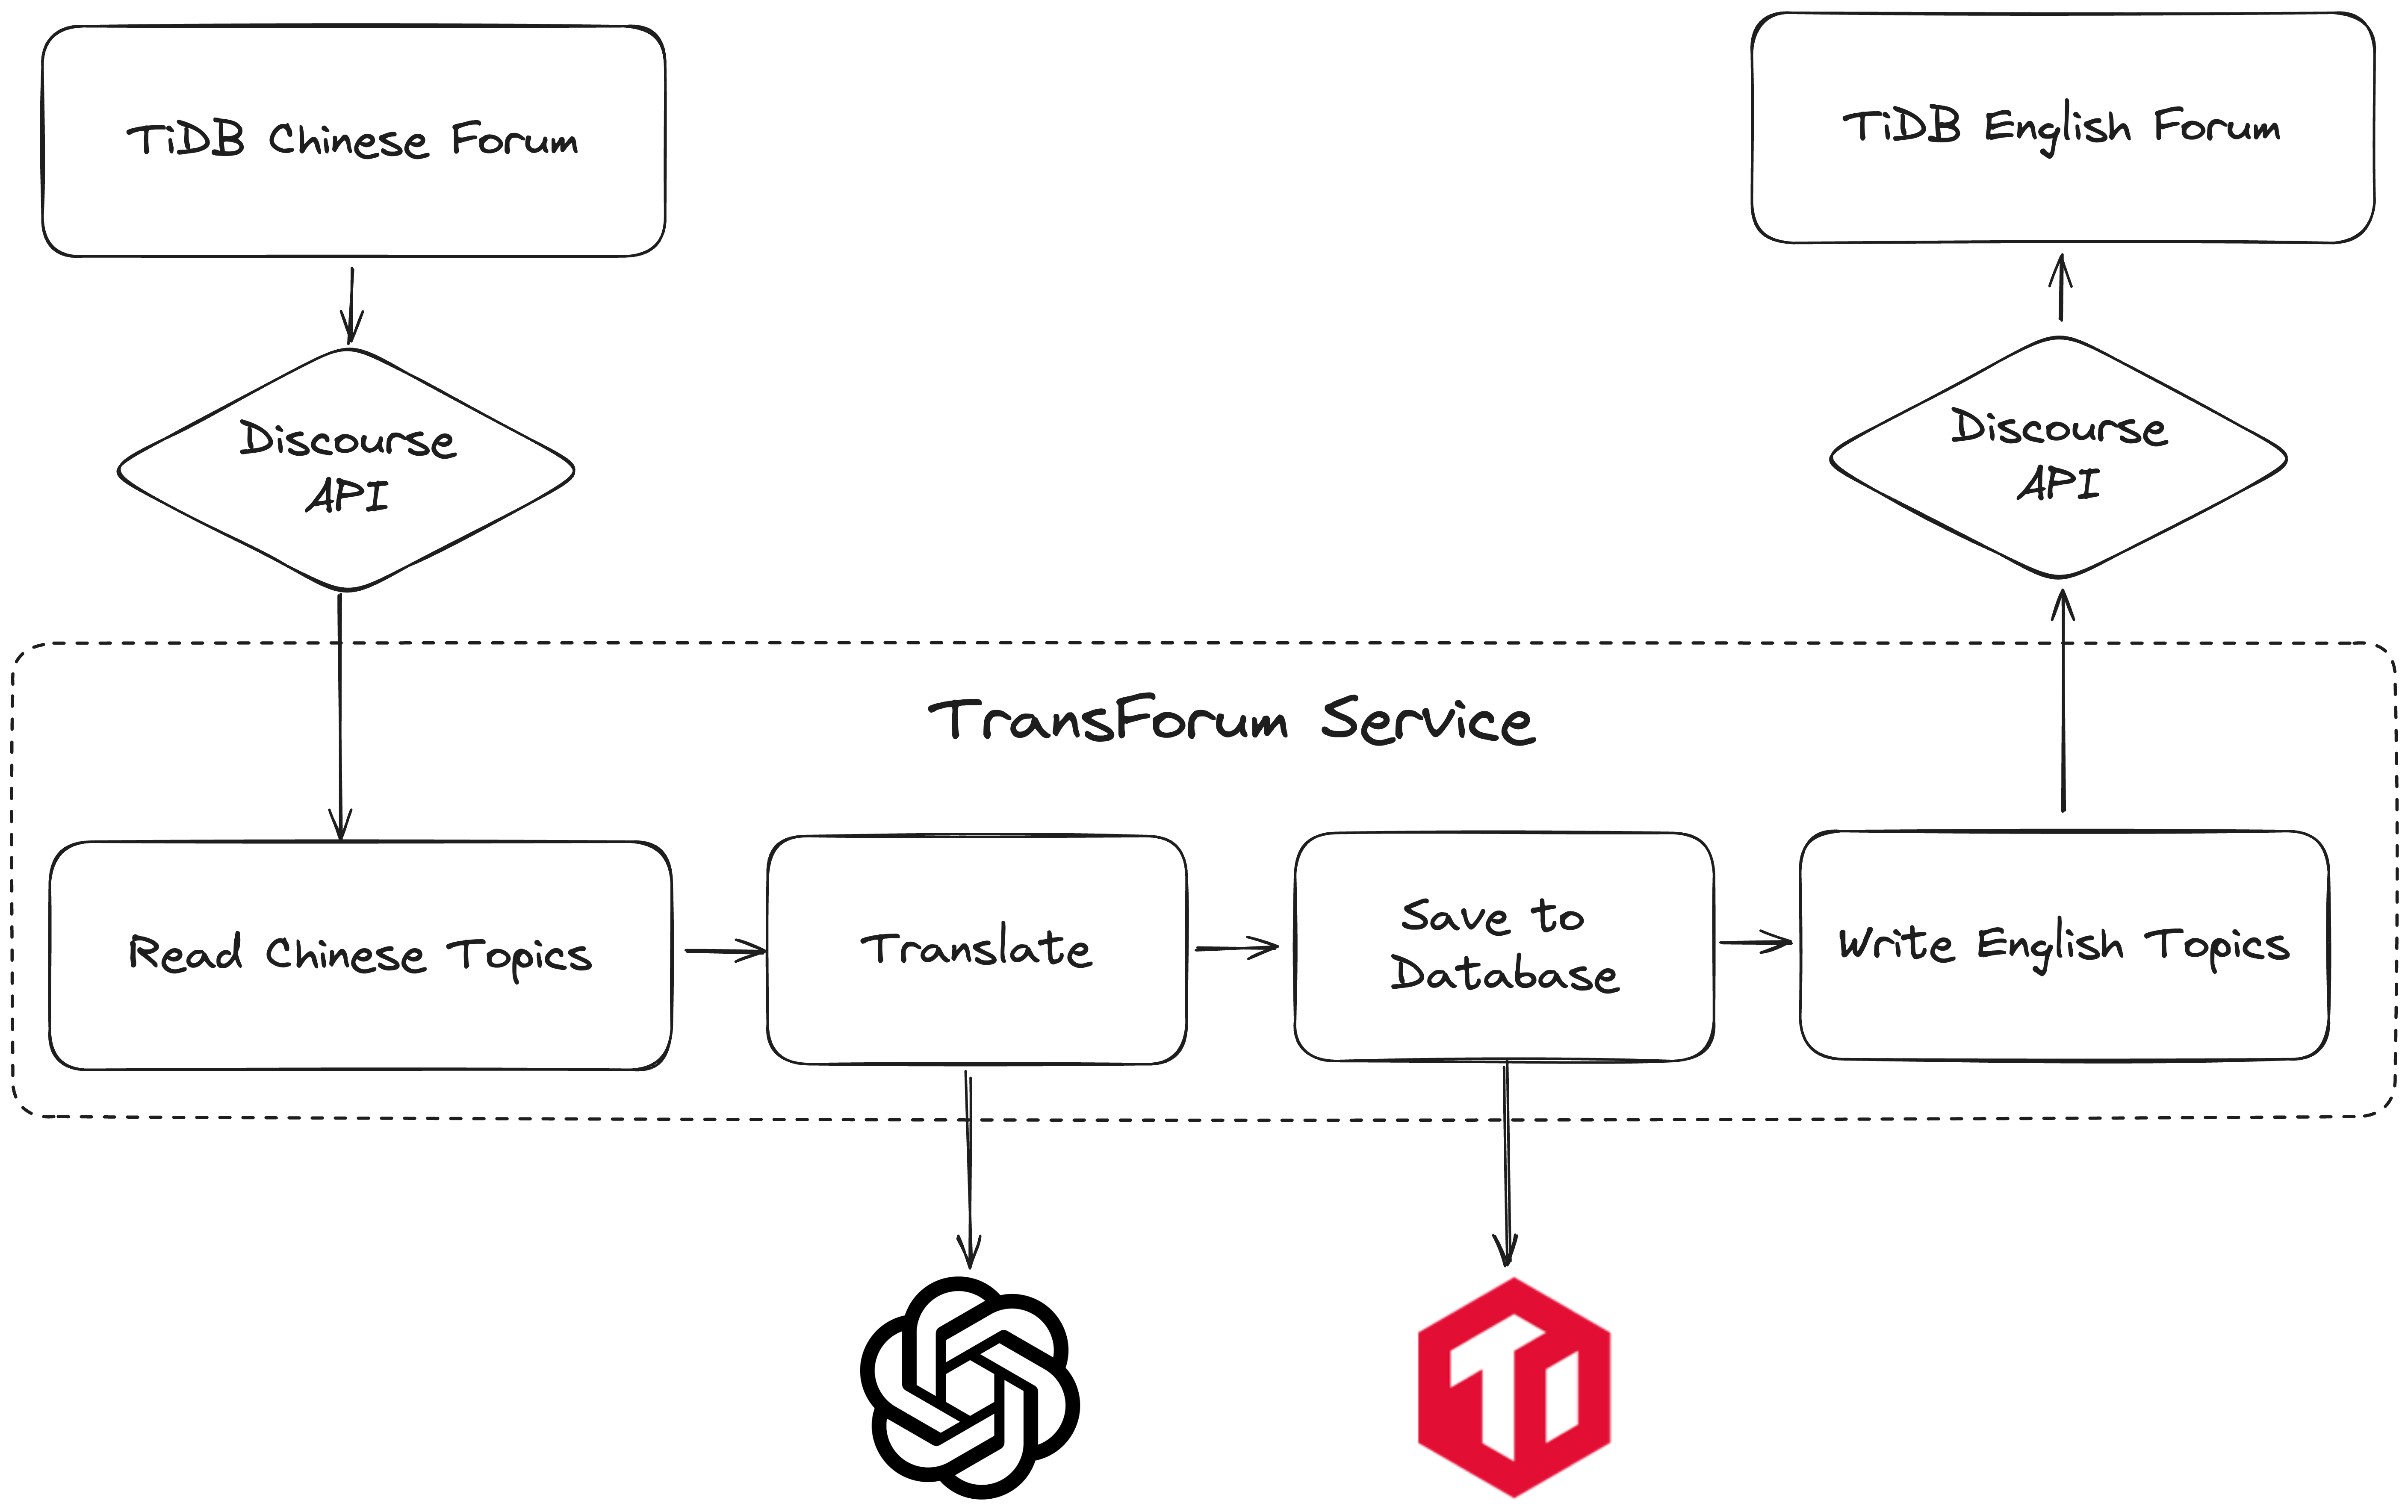 TiDB Chinese Forum
TiDB English Forum
Discourse
API
Discourse
API
TransForum Service
Read Chinese Topics
Translate
Save to
Database
Write English Topics